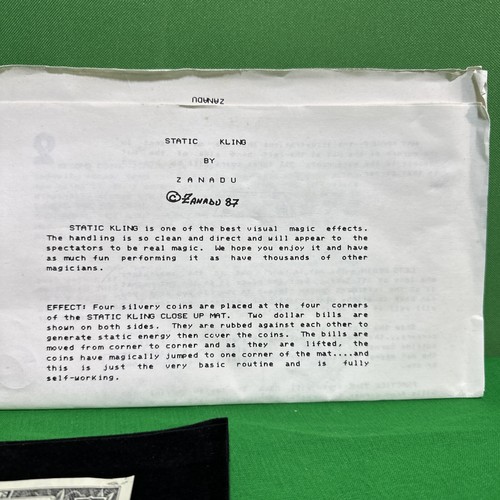 ZANADU
STATIC KLING
BY
ZANADU
©ZANADU 87
STATIC KLING is one of the best visual magic effects.
The handling is so clean and direct and will appear to the
spectators to be real magic. We hope you enjoy it and have
as much fun performing it as have thousands of other
magicians.
EFFECT: Four silvery coins are placed at the four corners
of the STATIC KLING CLOSE UP MAT. Two dollar bills are
shown on both sides. They are rubbed against each other to
generate static energy then cover the coins. The bills are
moved from corner to corner and as they are lifted, the
coins have magically jumped to one corner of the mat....and
this is just the very basic routine and is fully
self-working.